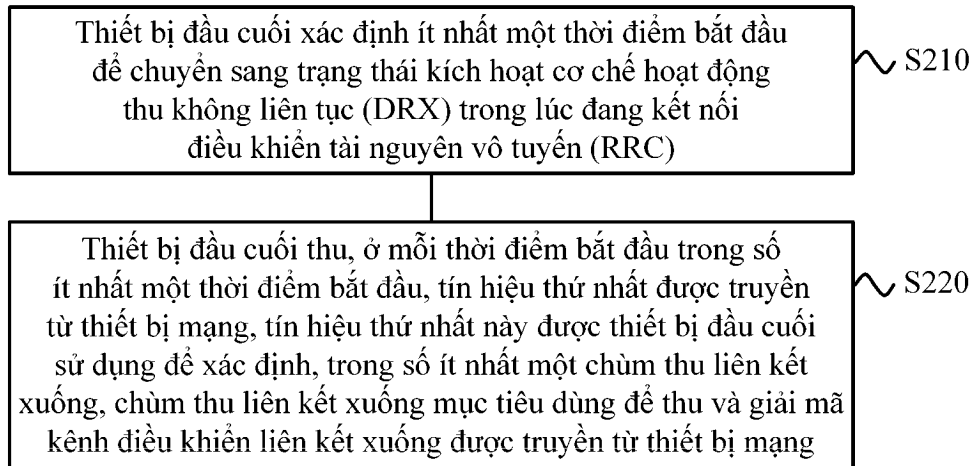 Thiết bị đầu cuối xác định ít nhất một thời điểm bắt đầu
để chuyển sang trạng thái kích hoạt cơ chế hoạt động
thu không liên tục (DRX) trong lúc đang kết nối
điều khiển tài nguyên vô tuyến (RRC)
S210
Thiết bị đầu cuối thu, ở mỗi thời điểm bắt đầu trong số
ít nhất một thời điểm bắt đầu, tín hiệu thứ nhất được truyền
từ thiết bị mạng, tín hiệu thứ nhất này được thiết bị đầu cuối
sử dụng để xác định, trong số ít nhất một chùm thu liên kết
xuống, chùm thu liên kết xuống mục tiêu dùng để thu và giải mã
kênh điều khiển liên kết xuống được truyền từ thiết bị mạng
S220